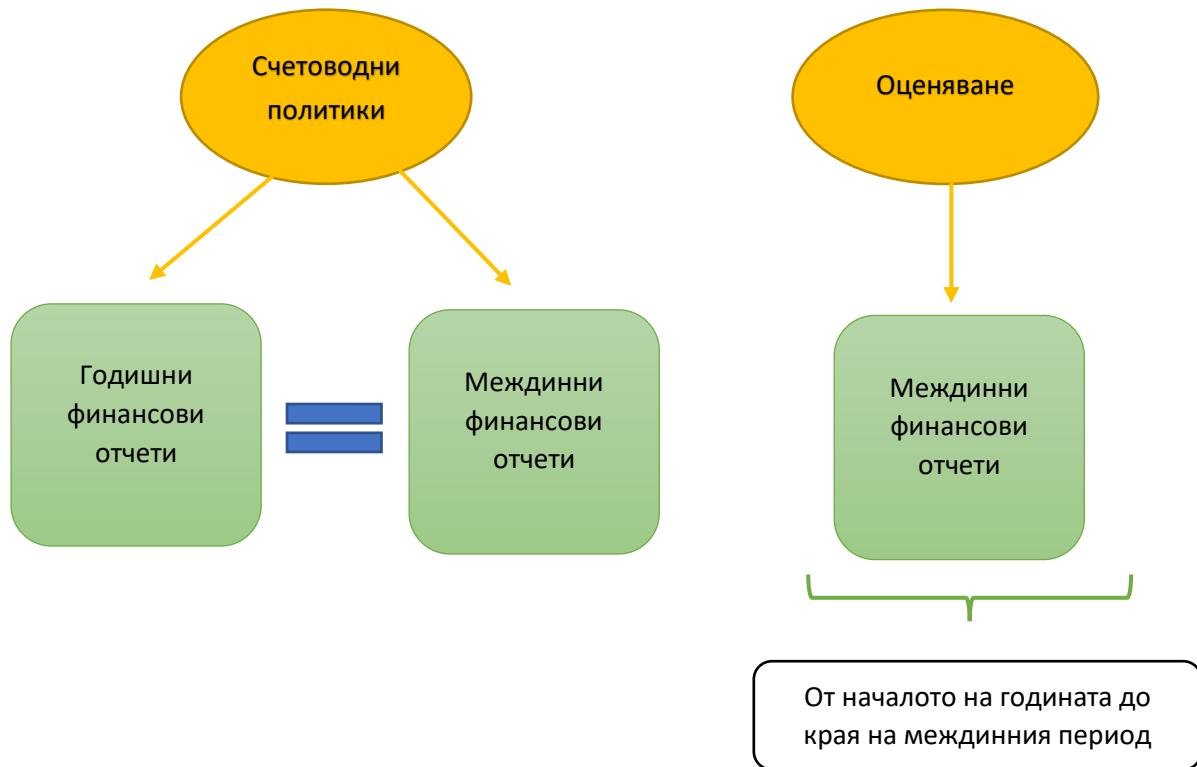 Счетоводни
политики
Оценяване
Годишни
финансови
отчети
Междинни
финансови
отчети
Междинни
финансови
отчети
От началото на годината до
края на междинния период